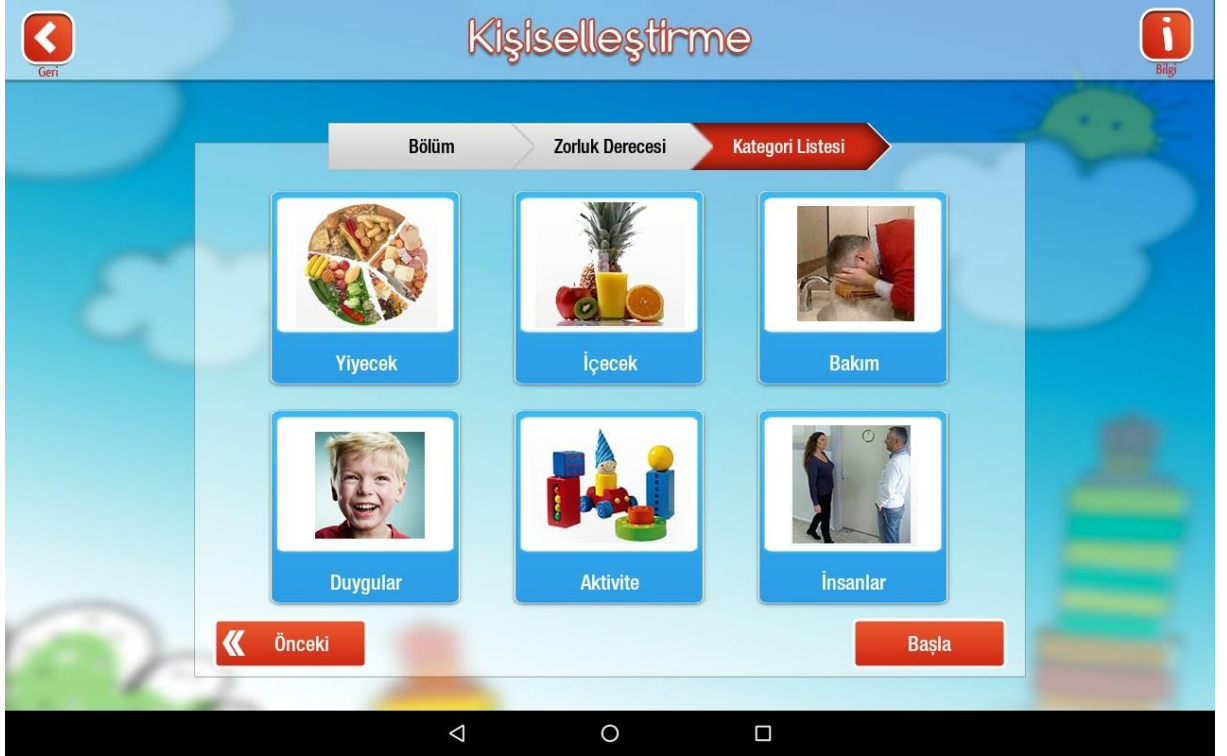 Kişiselleştirme
Geri
Bilgi
Bölüm
Zorluk Derecesi
Kategori Listesi
Yiyecek
İçecek
Bakım
Duygular
Aktivite
İnsanlar
Önceki
Başla